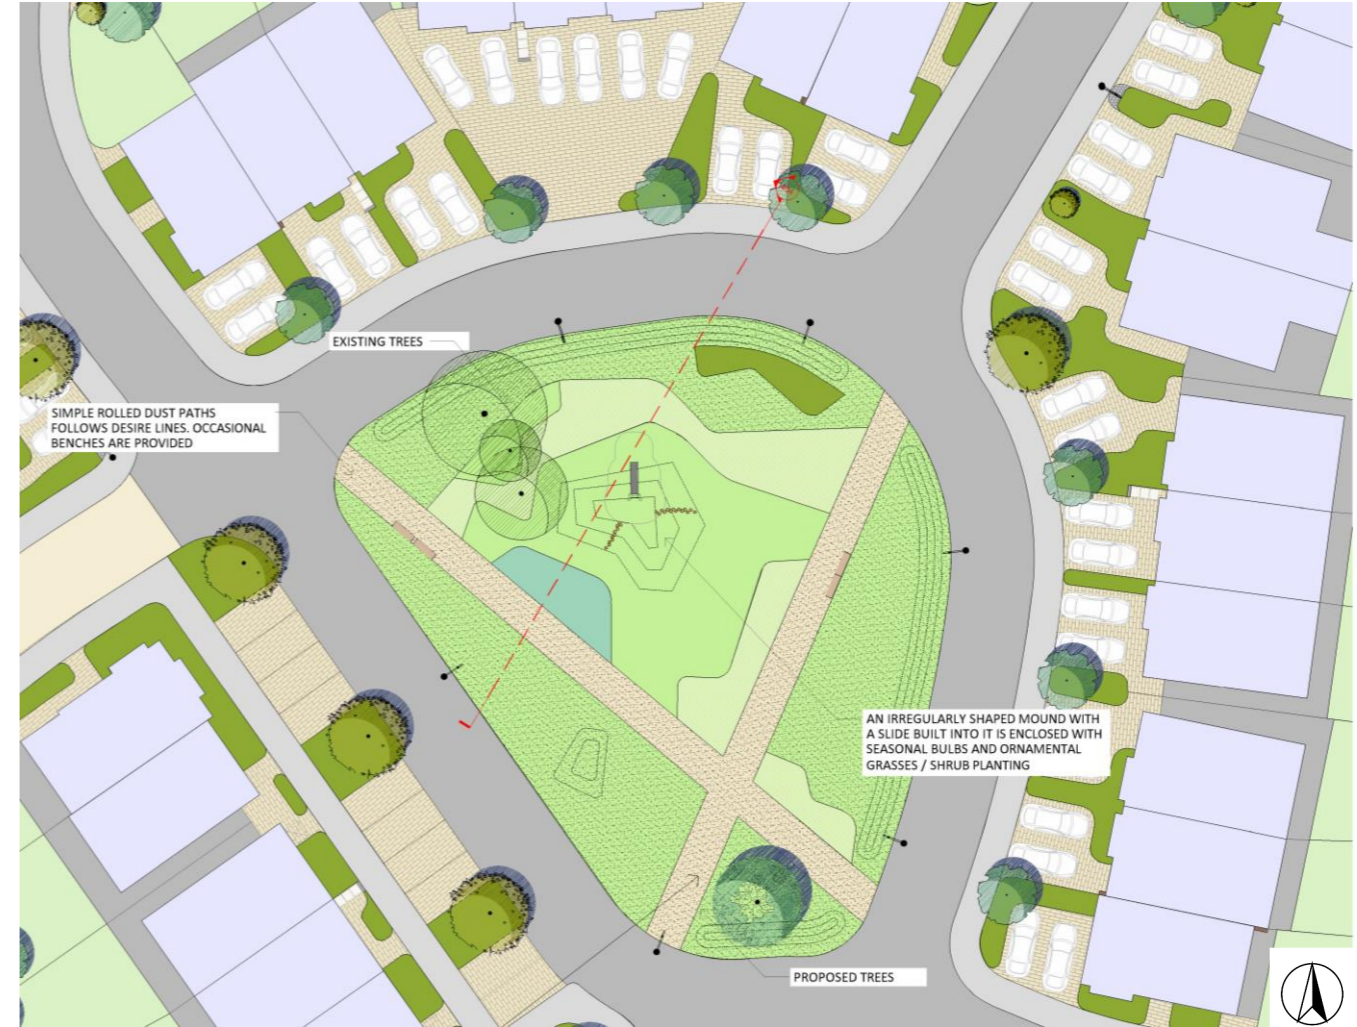 EXISTING TREES
SIMPLE ROLLED DUST PATHS
FOLLOWS DESIRE LINES. OCCASIONAL
BENCHES ARE PROVIDED
AN IRREGULARLY SHAPED MOUND WITH
A SLIDE BUILT INTO IT IS ENCLOSED WITH
SEASONAL BULBS AND ORNAMENTAL
GRASSES / SHRUB PLANTING
PROPOSED TREES